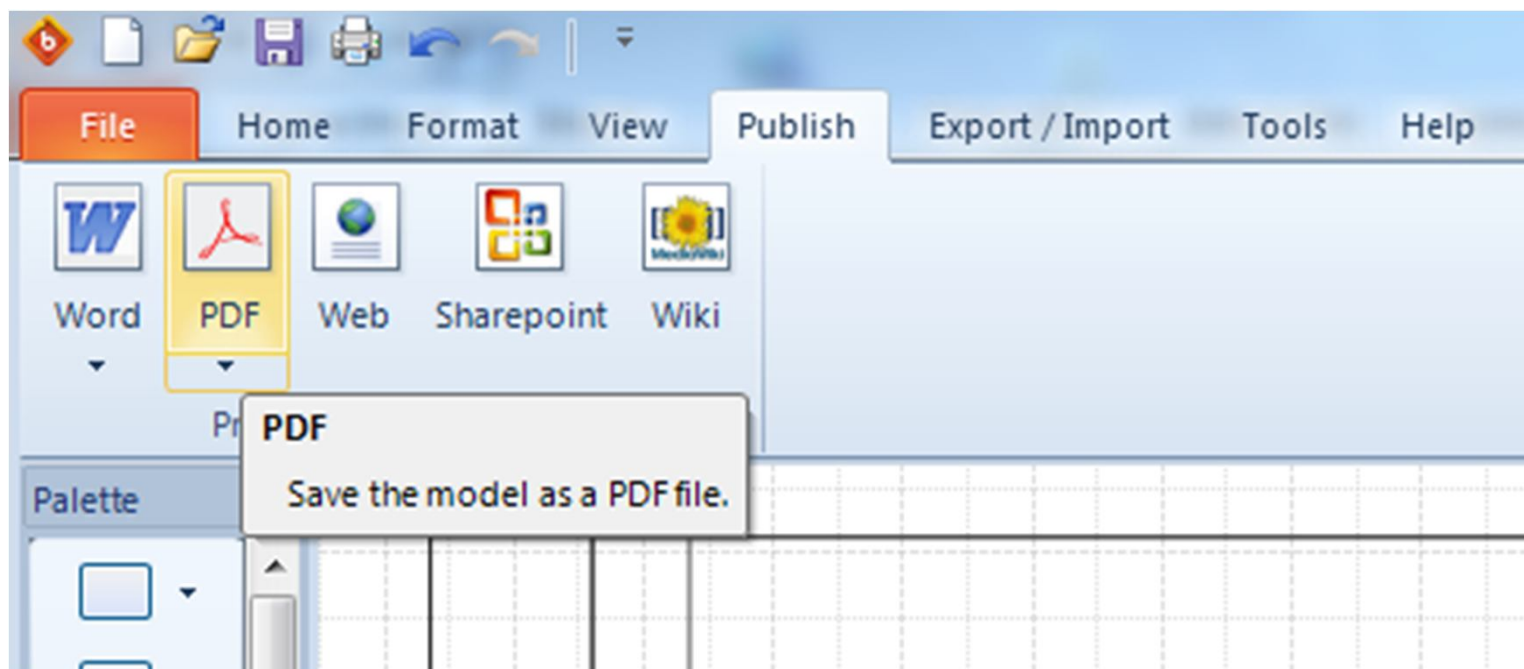 File Home Format View Publish Export / Import Tools Help
Word PDF Web Sharepoint Wiki
Pr
PDF
Save the model as a PDF file.
Palette